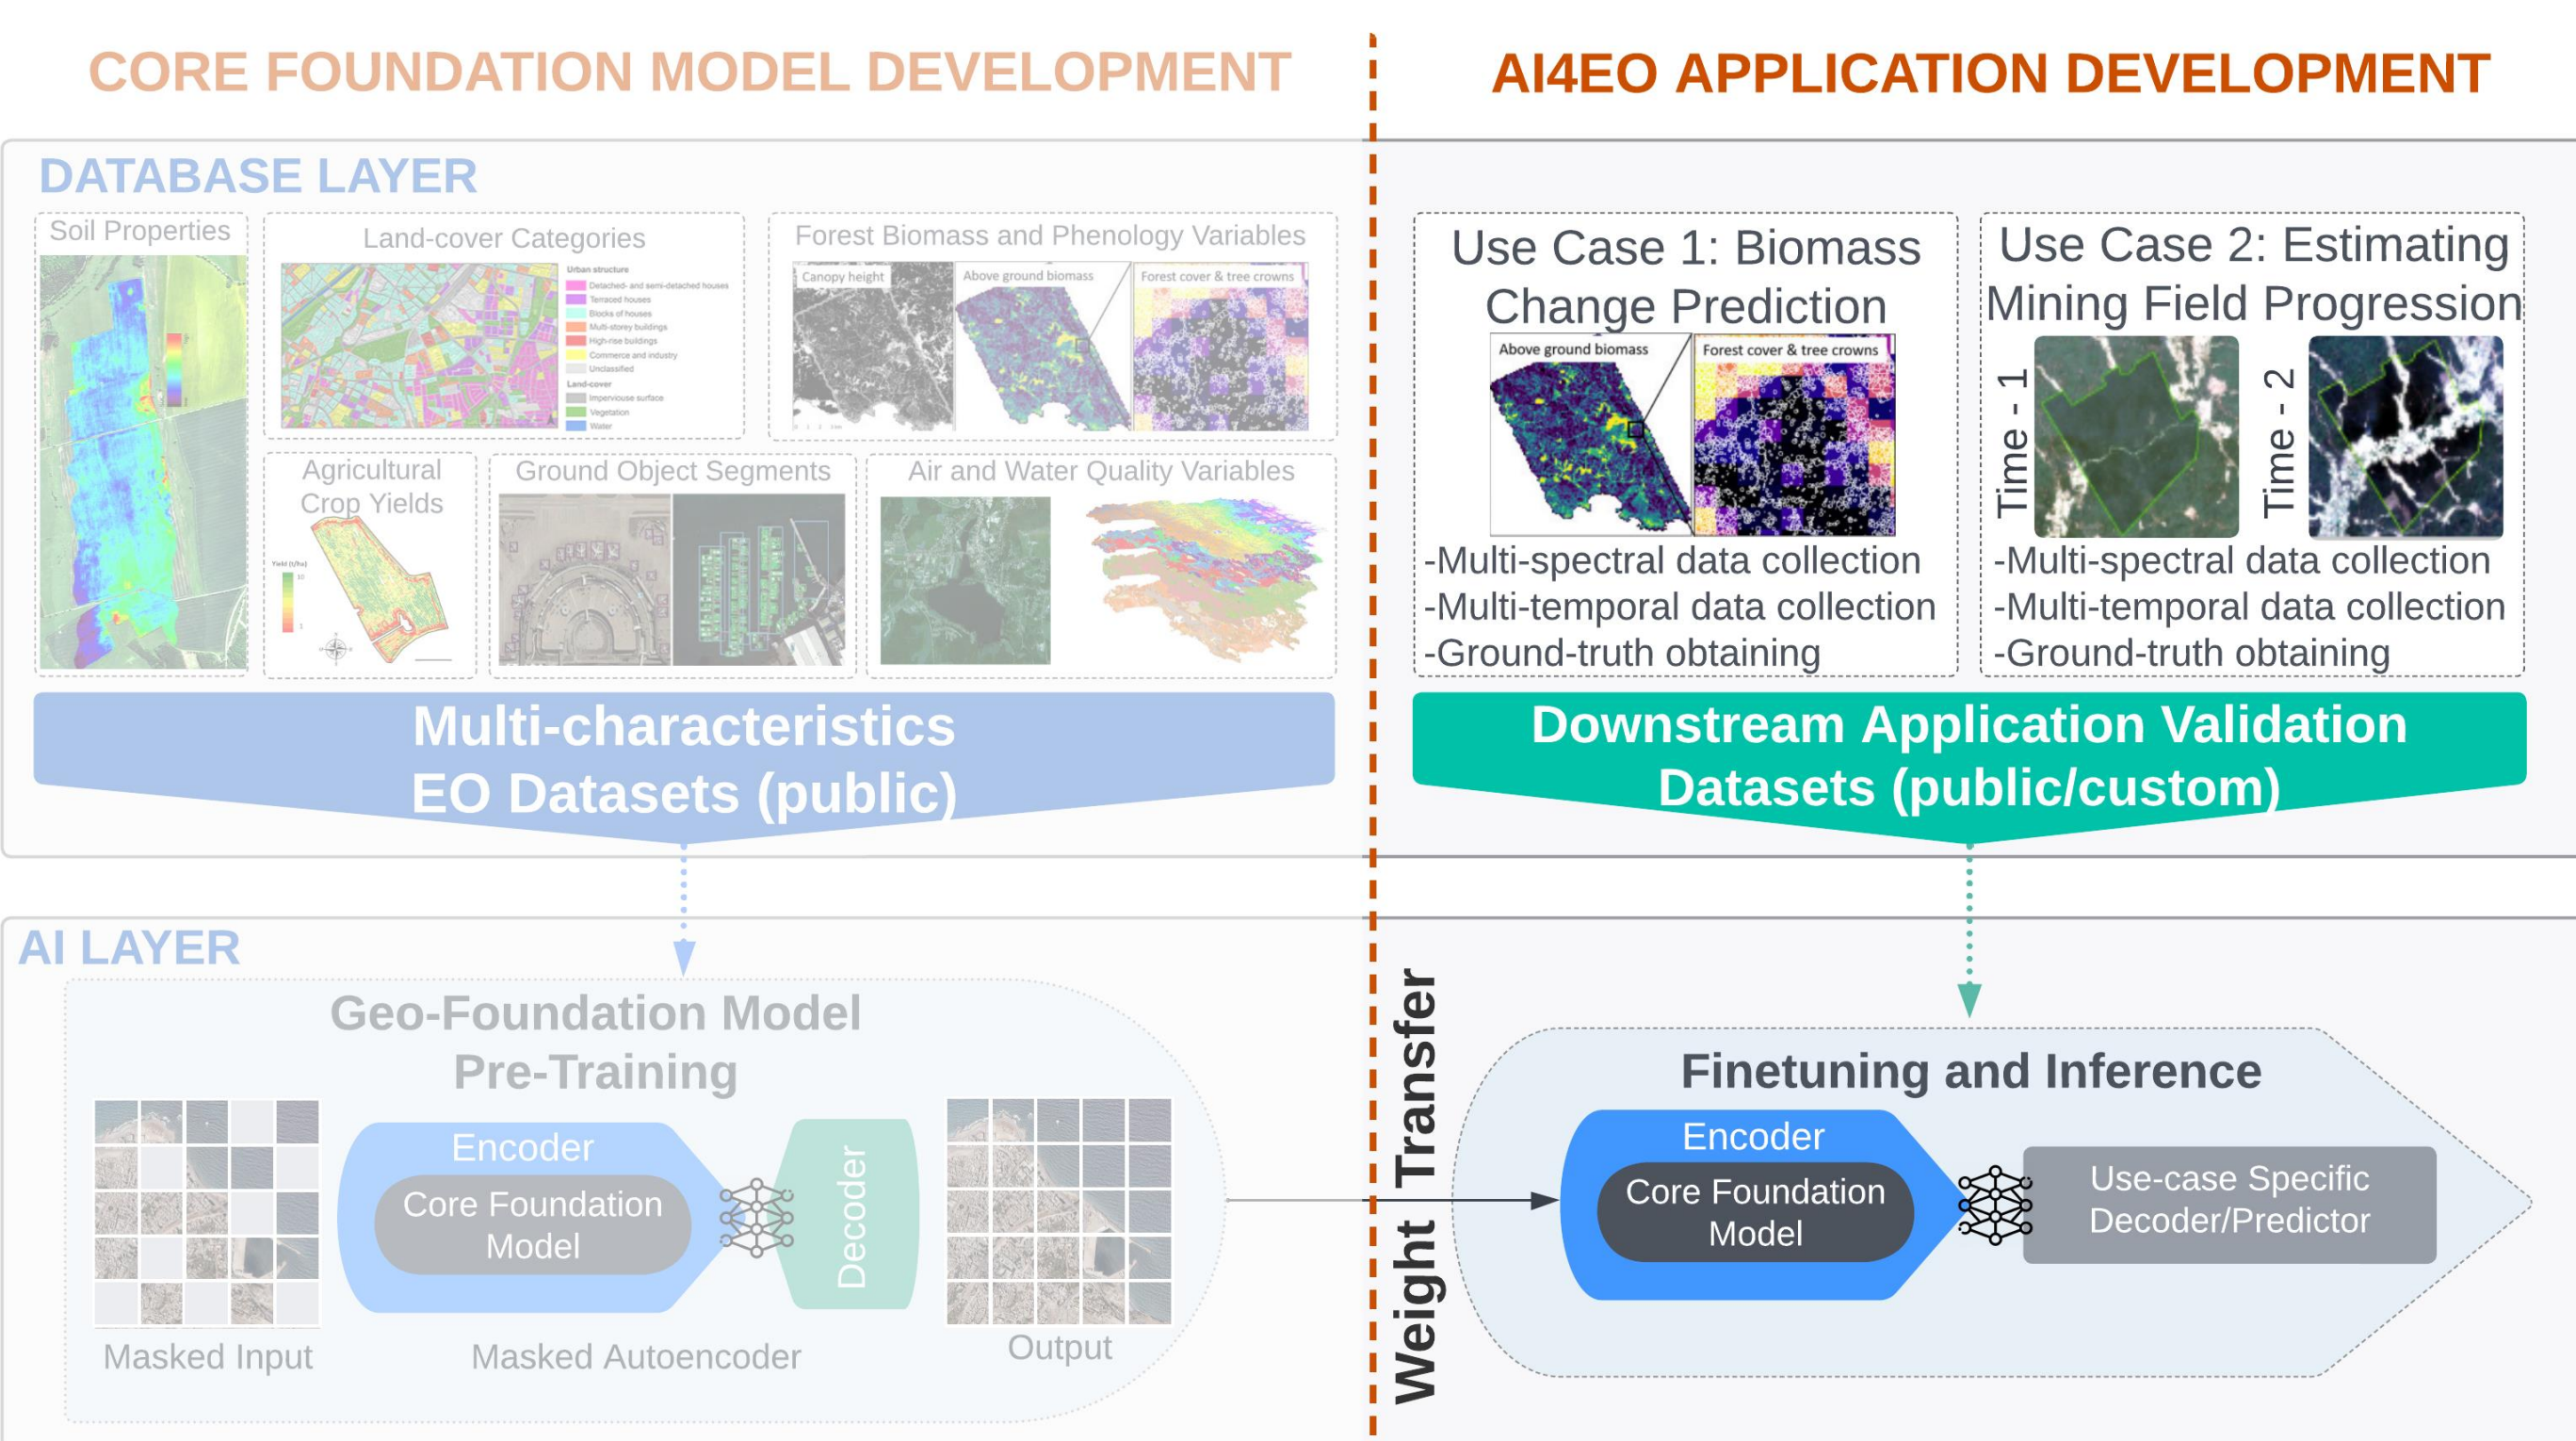 CORE FOUNDATION MODEL DEVELOPMENT
AI4EO APPLICATION DEVELOPMENT
DATABASE LAYER
Soil Properties
Land-cover Categories
Urban structure
Detached- and semi-detached houses
Terraced houses
Blocks of houses
Multi-storey buildings
High-rise buildings
Commerce and industry
Unclassified
Land-cover
Impervious surface
Vegetation
Water
Forest Biomass and Phenology Variables
Canopy height
Above ground biomass
Forest cover & tree crowns
Agricultural
Crop Yields
Yield (t/ha)
10
1
Ground Object Segments
Air and Water Quality Variables
Multi-characteristics
EO Datasets (public)
Use Case 1: Biomass
Change Prediction
Above ground biomass
Forest cover & tree crowns
-Multi-spectral data collection
-Multi-temporal data collection
-Ground-truth obtaining
Use Case 2: Estimating
Mining Field Progression
Time - 1
Time - 2
-Multi-spectral data collection
-Multi-temporal data collection
-Ground-truth obtaining
Downstream Application Validation
Datasets (public/custom)
AI LAYER
Geo-Foundation Model
Pre-Training
Encoder
Core Foundation
Model
Decoder
Masked Input
Masked Autoencoder
Output
Weight Transfer
Finetuning and Inference
Encoder
Core Foundation
Model
Use-case Specific
Decoder/Predictor